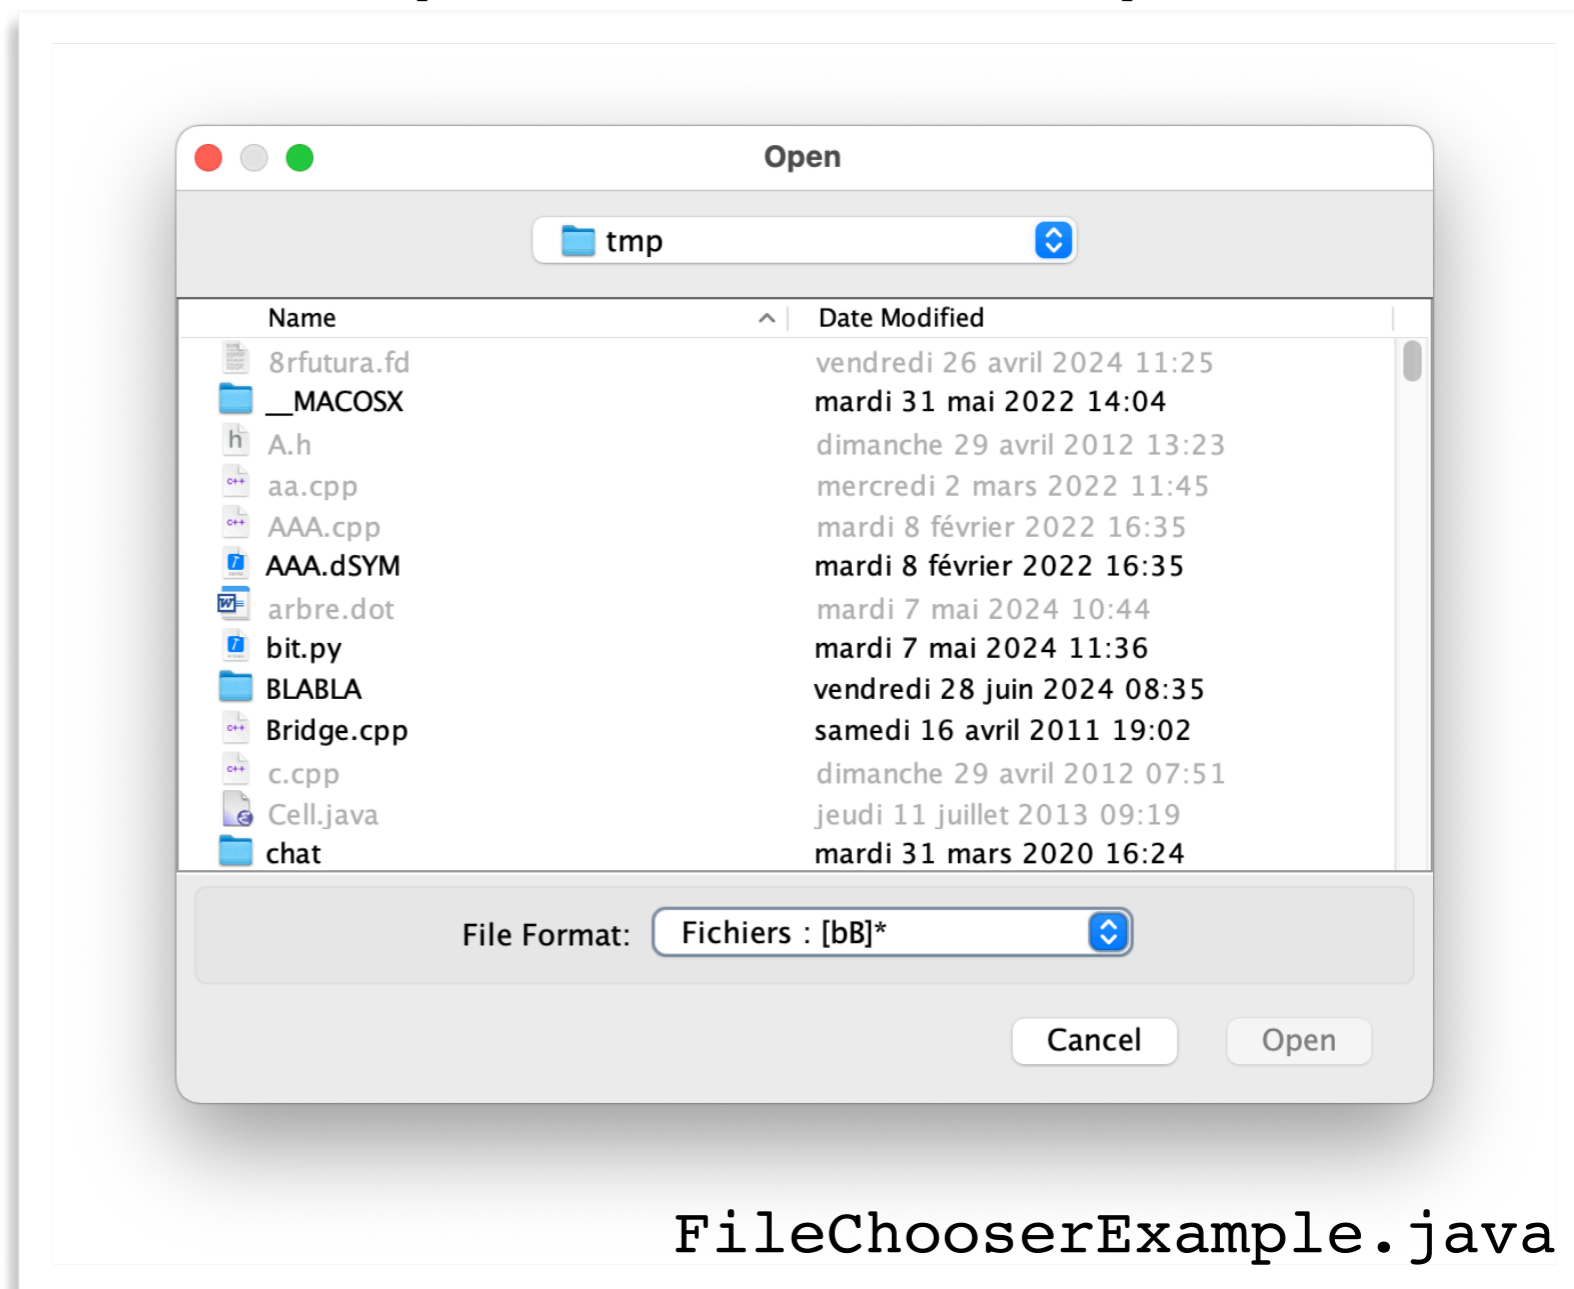 Open
tmp
Name Date Modified
8rfutura.fd vendredi 26 avril 2024 11:25
__MACOSX mardi 31 mai 2022 14:04
h A.h dimanche 29 avril 2012 13:23
C++ aa.cpp mercredi 2 mars 2022 11:45
C++ AAA.cpp mardi 8 février 2022 16:35
AAA.dSYM mardi 8 février 2022 16:35
W arbre.dot mardi 7 mai 2024 10:44
bit.py mardi 7 mai 2024 11:36
BLABLA vendredi 28 juin 2024 08:35
C++ Bridge.cpp samedi 16 avril 2011 19:02
C++ c.cpp dimanche 29 avril 2012 07:51
Cell.java jeudi 11 juillet 2013 09:19
chat mardi 31 mars 2020 16:24
File Format: Fichiers : [bB]*
Cancel Open
FileChooserExample.java